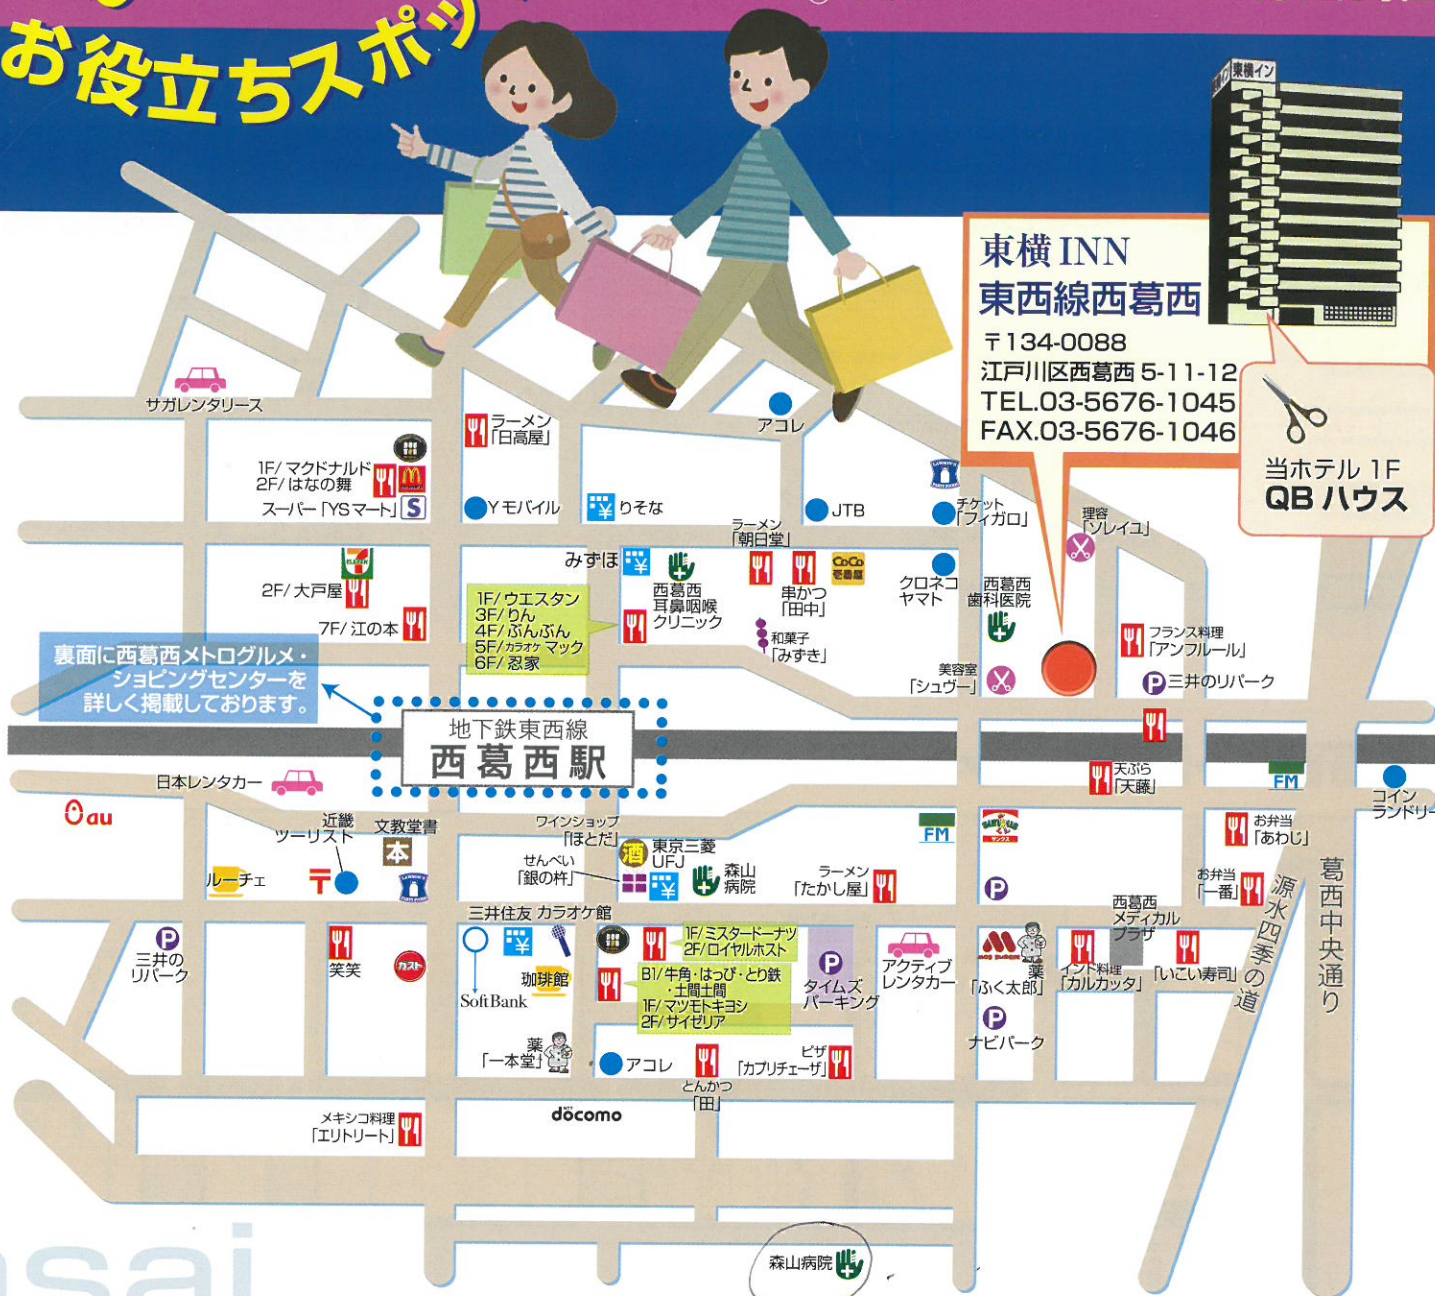 お役立ちスポッ
東横イン
東横 INN
東西線西葛西
〒134-0088
江戸川区西葛西 5-11-12
TEL.03-5676-1045
FAX.03-5676-1046
当ホテル 1F
QB ハウス
サガレンタリース
ラーメン
「日高屋」
アコレ
1F/ マクドナルド
2F/ はなの舞
スーパー「YSマート」
S
Y モバイル
りそな
JTB
チケット
「フィガロ」
理容
「ソレイユ」
ラーメン
「朝日堂」
みずほ
西葛西
耳鼻咽喉
クリニック
串かつ
「田中」
CoCo
壱番屋
クロネコ
ヤマト
西葛西
歯科医院
2F/ 大戸屋
7F/ 江の本
1F/ ウエスタン
3F/ りん
4F/ ぶんぶん
5F/ カラオケ マック
6F/ 忍家
和菓子
「みずき」
フランス料理
「アンフルール」
美容室
「シュヴー」
P 三井のリパーク
裏面に西葛西メトログルメ・
ショピングセンターを
詳しく掲載しております。
地下鉄東西線
西葛西駅
日本レンタカー
au
天ぷら
「天藤」
FM
コイン
ランドリー
近畿
ツーリスト
文教堂書
本
ワインショップ
「ほとだ」
酒
東京三菱
UFJ
せんべい
「銀の杵」
森山
病院
FM
サンクス
お弁当
「あわじ」
ルーチェ
〒
ラーメン
「たかし屋」
P
お弁当
「一番」
西葛西
メディカル
プラザ
源水四季の道
葛西中央通り
P
三井の
リパーク
笑笑
ガスト
三井住友
カラオケ館
SoftBank
珈琲館
1F/ ミスタードーナツ
2F/ ロイヤルホスト
B1/ 牛角・はっぴ・とり鉄
・土間土間
1F/ マツモトキヨシ
2F/ サイゼリア
P
タイムズ
パーキング
アクティブ
レンタカー
MOS BURGER
薬
「ふく太郎」
インド料理
「カルカッタ」
「いこい寿司」
P
ナビパーク
薬
「一本堂」
アコレ
とんかつ
「田」
ピザ
「カプリチェーザ」
メキシコ料理
「エリトリート」
NTT
docomo
森山病院
nsai